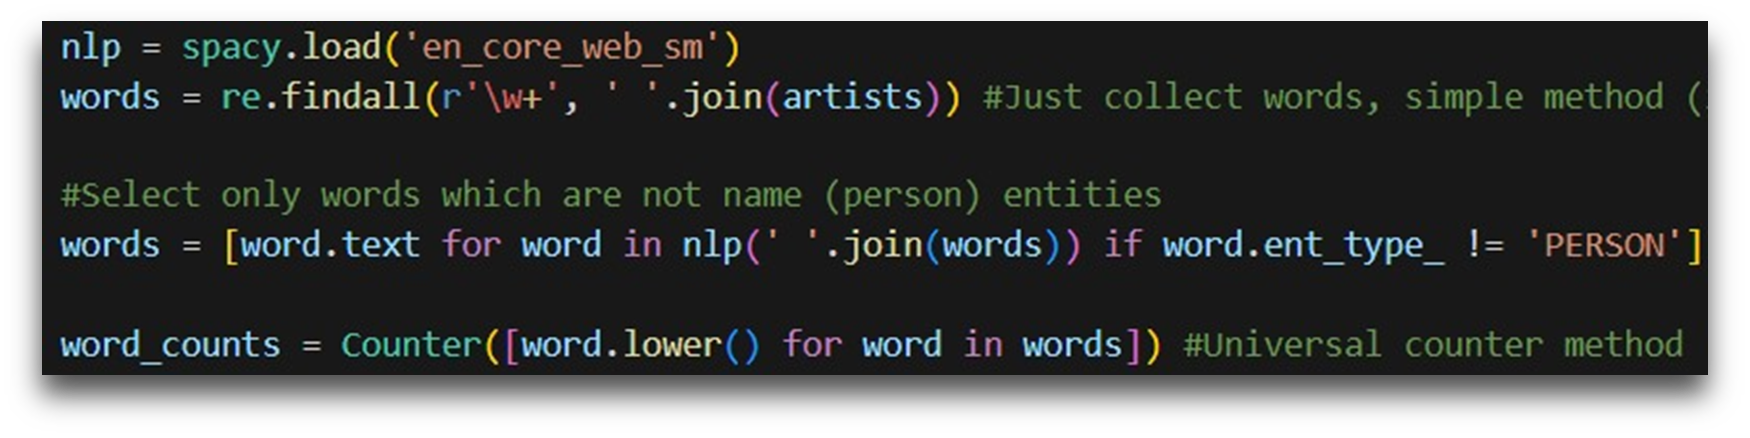 nlp = spacy.load('en_core_web_sm')
words = re.findall(r'\w+', ' '.join(artists)) #Just collect words, simple method (
#Select only words which are not name (person) entities
words = [word.text for word in nlp(' '.join(words)) if word.ent_type_ != 'PERSON']
word_counts = Counter([word.lower() for word in words]) #Universal counter method